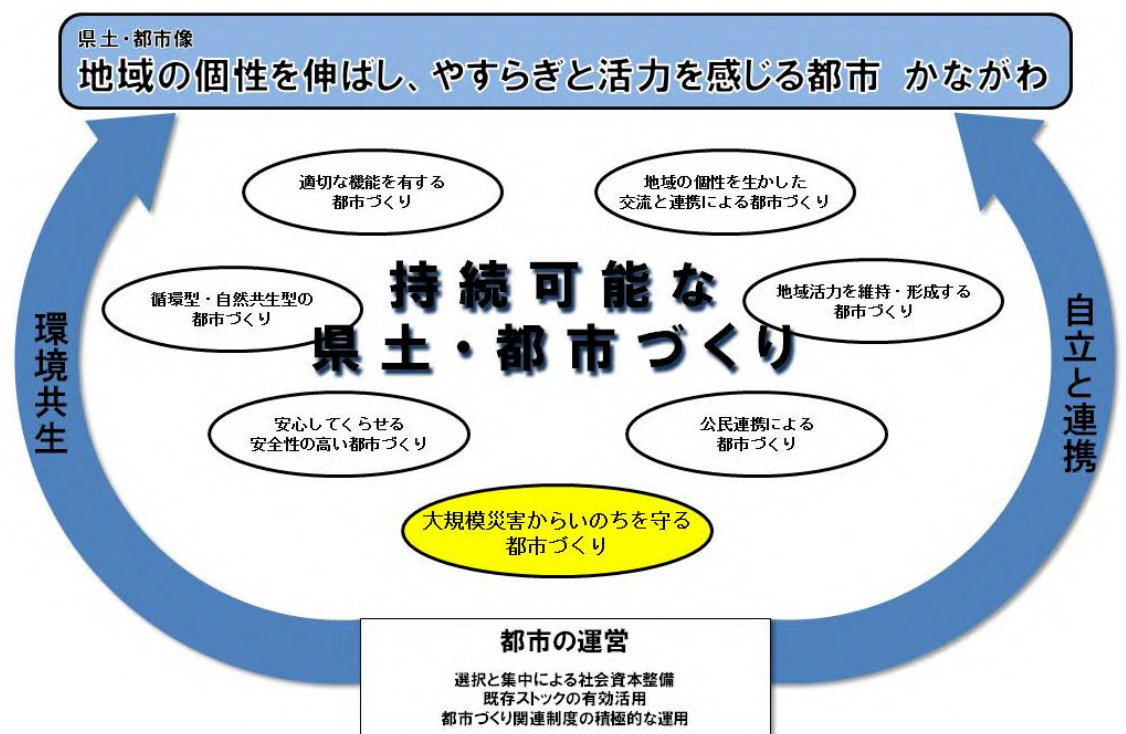 県土・都市像
地域の個性を伸ばし、やすらぎと活力を感じる都市 かながわ
適切な機能を有する
都市づくり
地域の個性を生かした
交流と連携による都市づくり
持続可能な
県土・都市づくり
循環型・自然共生型の
都市づくり
地域活力を維持・形成する
都市づくり
環境共生
自立と連携
安心してくらせる
安全性の高い都市づくり
公民連携による
都市づくり
大規模災害からいのちを守る
都市づくり
都市の運営
選択と集中による社会資本整備
既存ストックの有効活用
都市づくり関連制度の積極的な運用